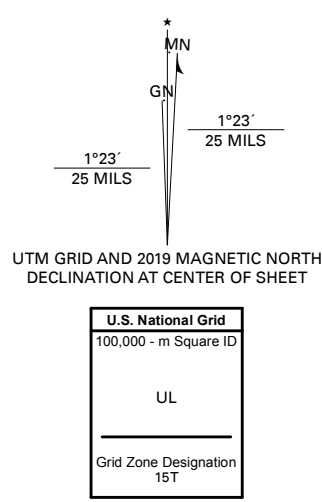 MN
GN
1°23´
25 MILS
1°23´
25 MILS
UTM GRID AND 2019 MAGNETIC NORTH
DECLINATION AT CENTER OF SHEET
U.S. National Grid
100,000 - m Square ID
UL
Grid Zone Designation
15T